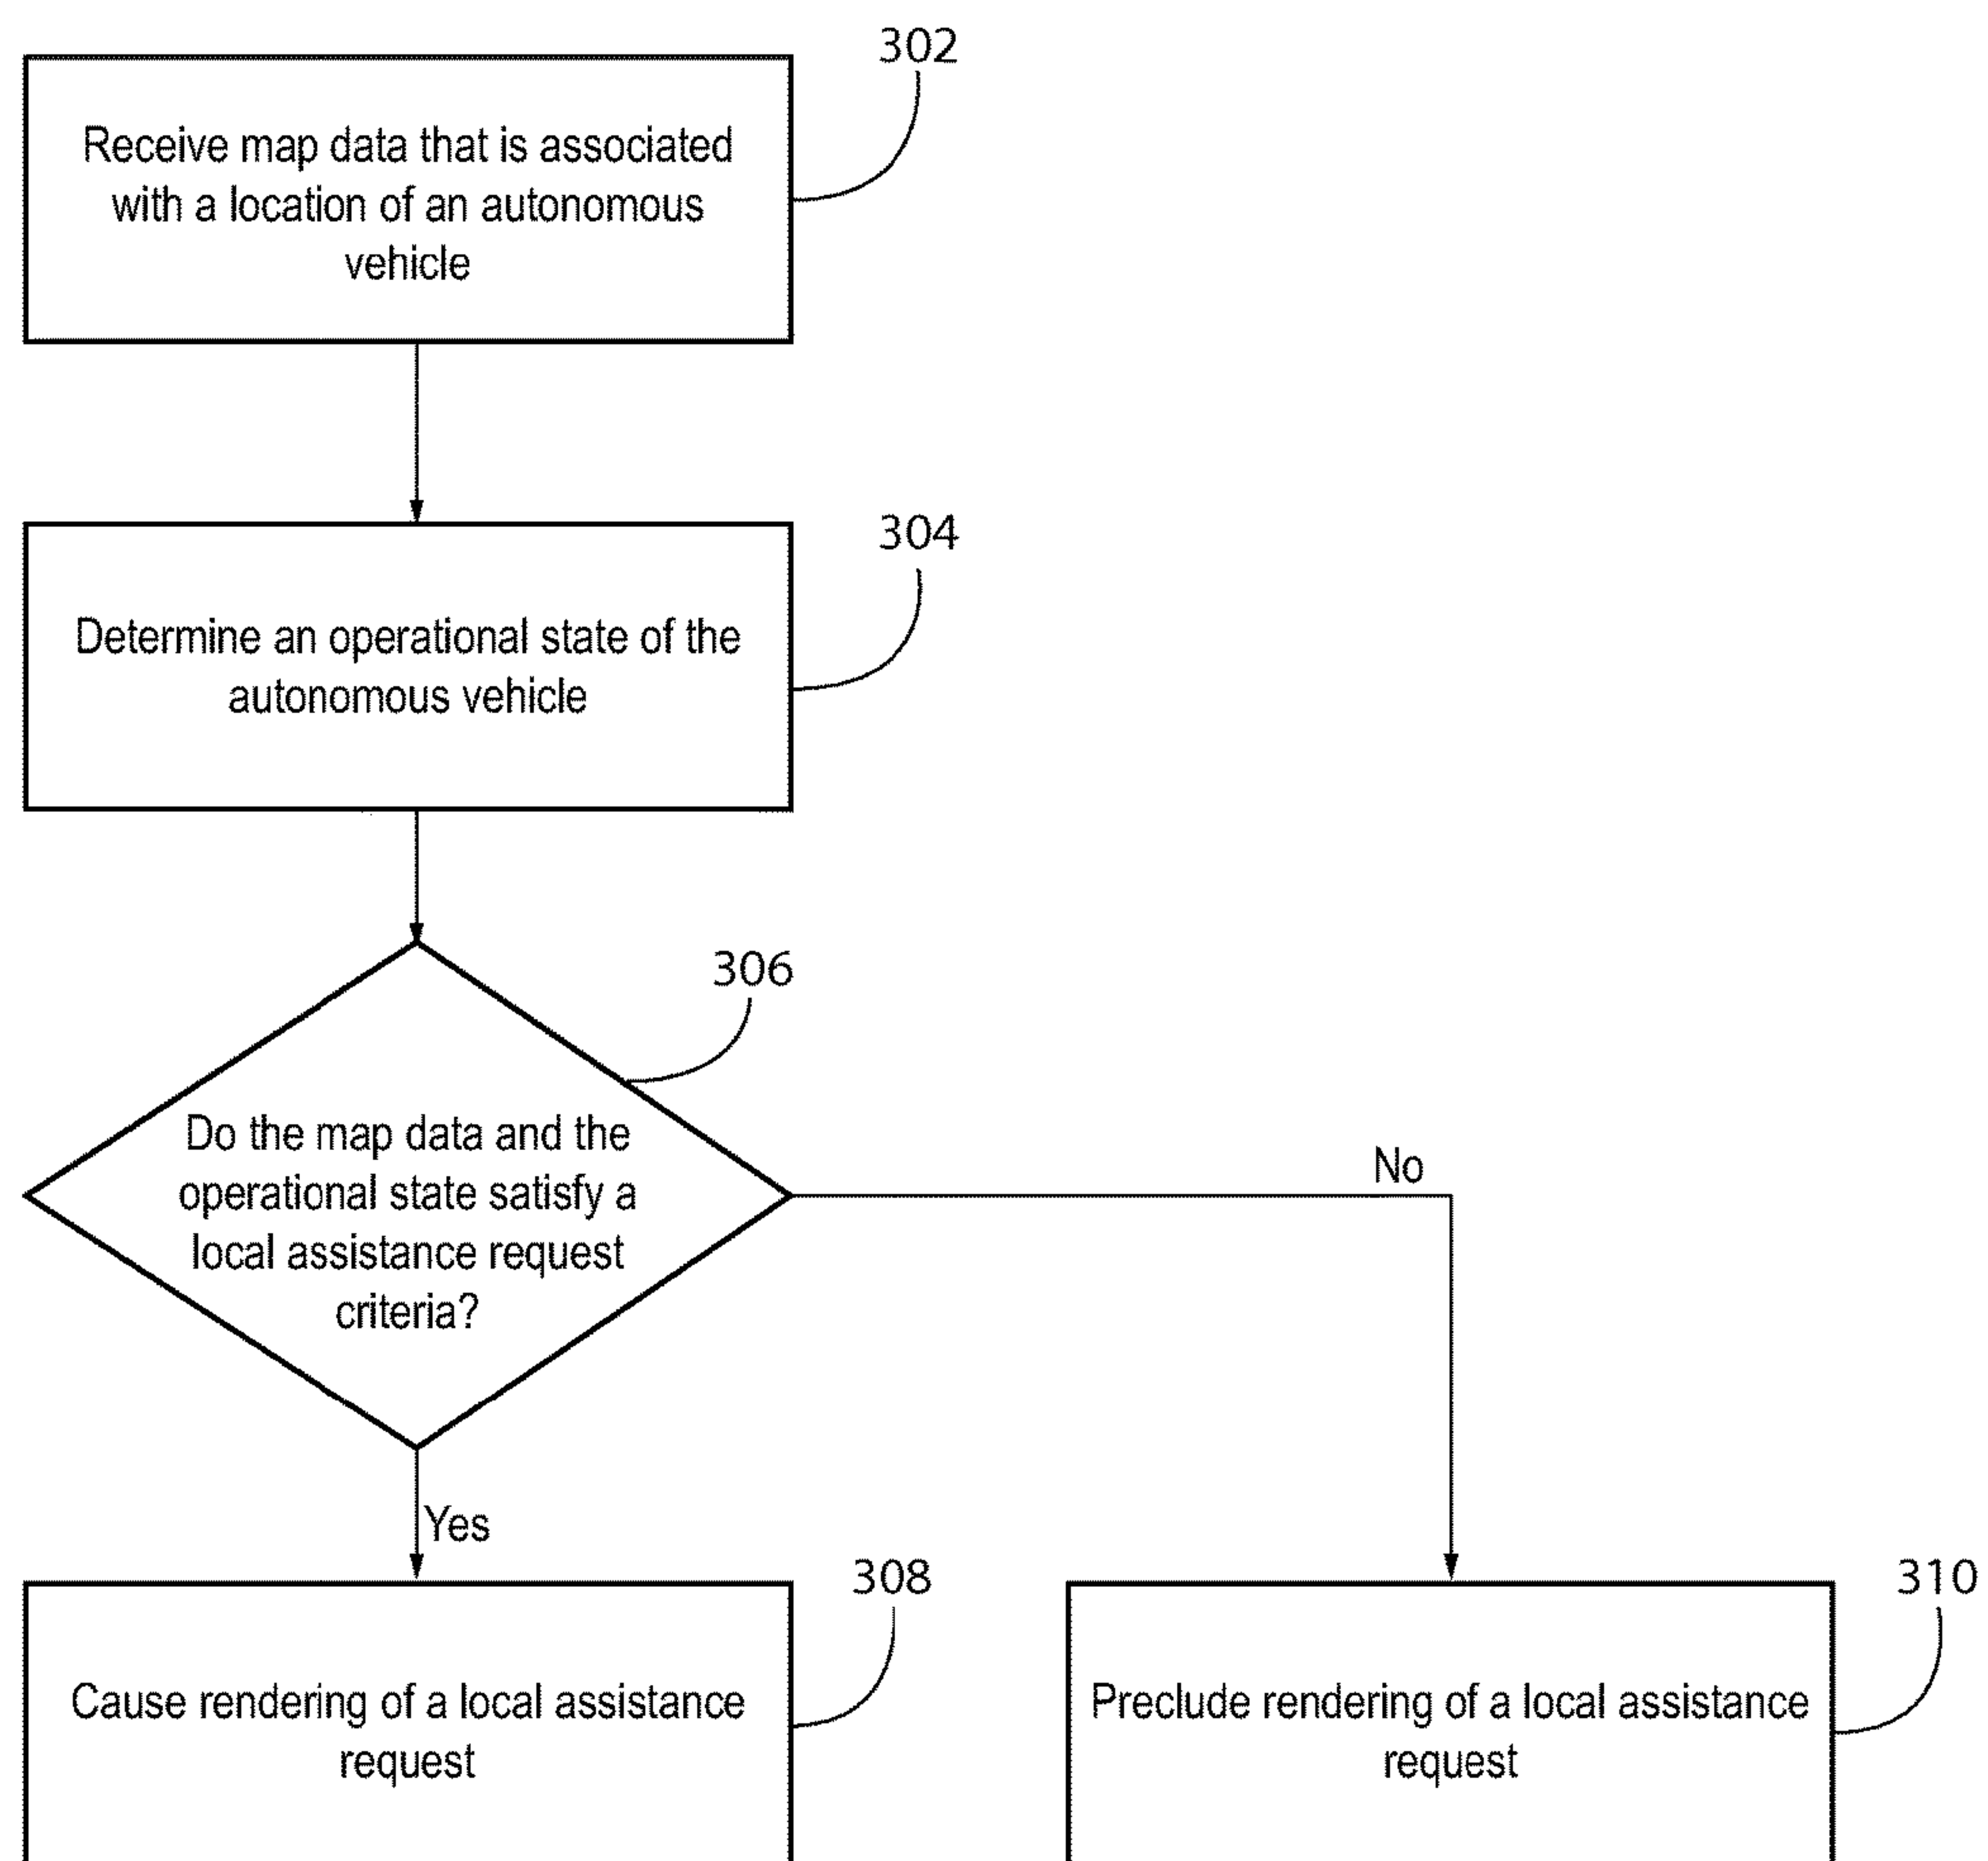 302
Receive map data that is associated
with a location of an autonomous
vehicle
304
Determine an operational state of the
autonomous vehicle
306
Do the map data and the
operational state satisfy a
local assistance request
criteria?
No
Yes
308
Cause rendering of a local assistance
request
310
Preclude rendering of a local assistance
request